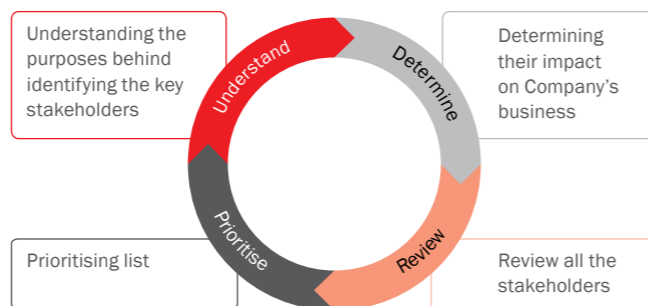 Understanding the
purposes behind
identifying the key
stakeholders
Understand
Determine
Determining
their impact
on Company's
business
Prioritising list
Prioritise
Review
Review all the
stakeholders